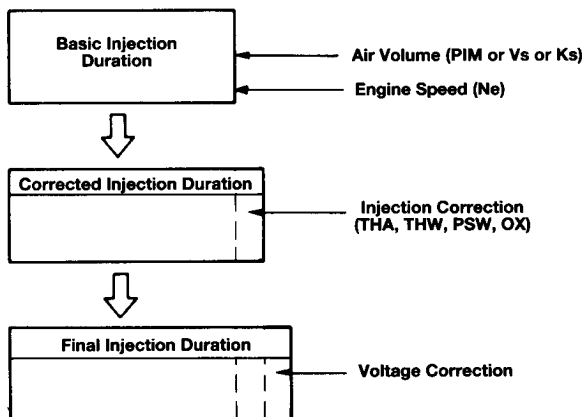 Basic Injection
Duration
Air Volume (PIM or Vs or Ks)
Engine Speed (Ne)
Corrected Injection Duration
Injection Correction
(THA, THW, PSW, OX)
Final Injection Duration
Voltage Correction